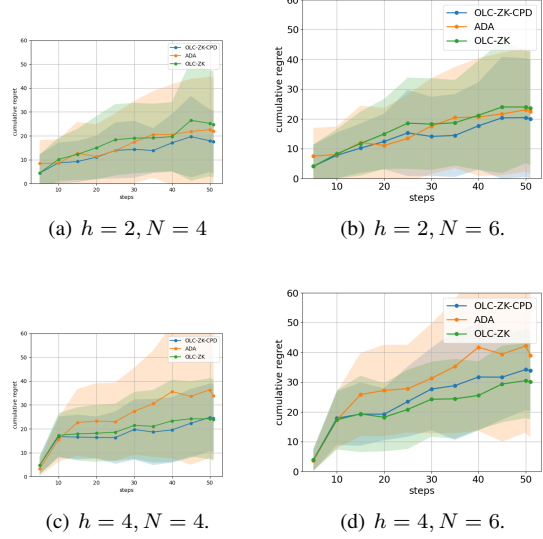 60
50
40
30
20
10
0
cumulative regret
OLC-ZK-CPD
ADA
OLC-ZK
10 20 30 40 50
steps
(a) h = 2, N = 4
60
50
40
30
20
10
0
cumulative regret
OLC-ZK-CPD
ADA
OLC-ZK
10 20 30 40 50
steps
(b) h = 2, N = 6.
60
50
40
30
20
10
0
cumulative regret
OLC-ZK-CPD
ADA
OLC-ZK
10 20 30 40 50
steps
(c) h = 4, N = 4.
60
50
40
30
20
10
0
cumulative regret
OLC-ZK-CPD
ADA
OLC-ZK
10 20 30 40 50
steps
(d) h = 4, N = 6.